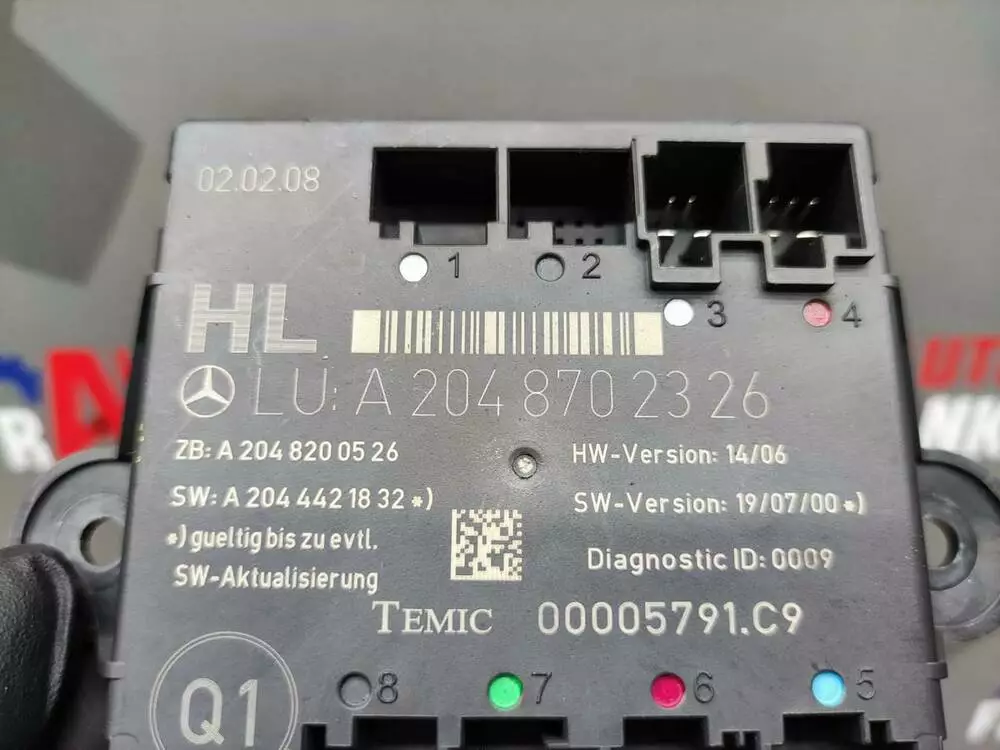 02.02.08
1
2
3
4
HL
LU: A 204 870 23 26
ZB: A 204 820 05 26
HW-Version: 14/06
SW: A 204 442 18 32 *)
SW-Version: 19/07/00 *)
*) gueltig bis zu evtl.
SW-Aktualisierung
Diagnostic ID: 0009
TEMIC 00005791.C9
Q1
8
7
6
5